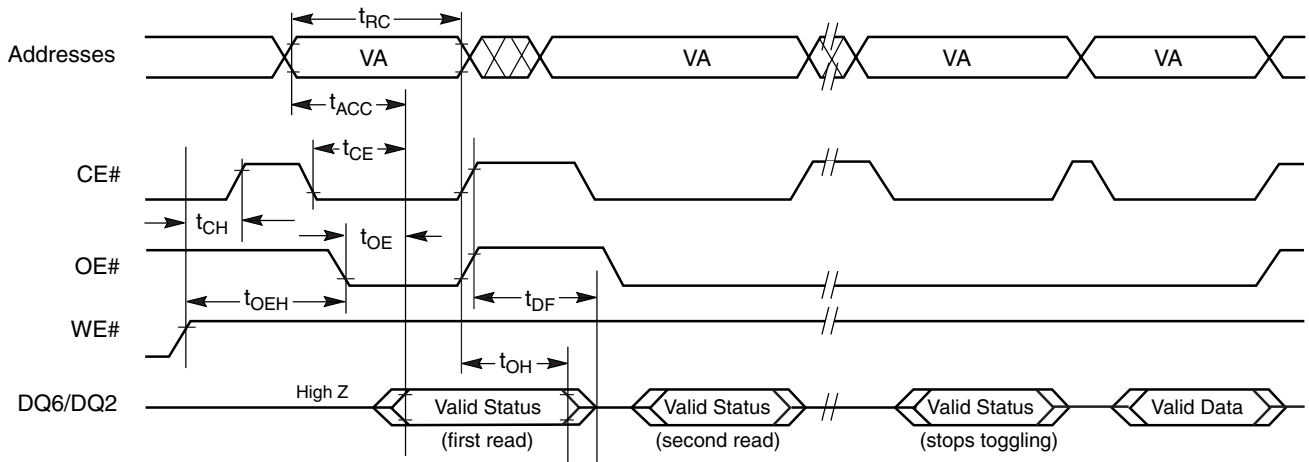 tRC
Addresses VA VA VA VA
tACC
tCE
CE#
tCH tOE
OE#
tOEH tDF
WE#
tOH
High Z
DQ6/DQ2 Valid Status Valid Status Valid Status Valid Data
(first read) (second read) (stops toggling)